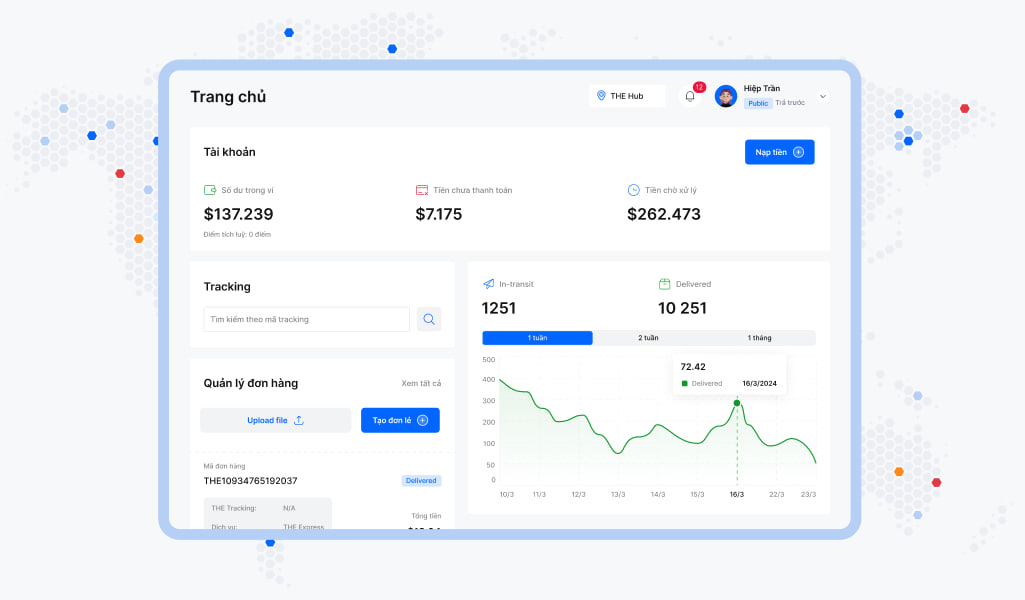 Trang chủ
THE Hub
12
Hiệp Trần
Public
Trả trước
Tài khoản
Nạp tiền
Số dư trong ví
$137.239
Điểm tích luỹ: 0 điểm
Tiền chưa thanh toán
$7.175
Tiền chờ xử lý
$262.473
Tracking
Tìm kiếm theo mã tracking
Quản lý đơn hàng
Xem tất cả
Upload file
Tạo đơn lẻ
Mã đơn hàng
THE10934765192037
Delivered
THE Tracking: N/A
Dịch vụ: THE Express
Tổng tiền
In-transit
1251
Delivered
10 251
1 tuần
2 tuần
1 tháng
72.42
Delivered 16/3/2024
500
400
300
200
100
50
0
10/3 11/3 12/3 13/3 14/3 15/3 16/3 22/3 23/3